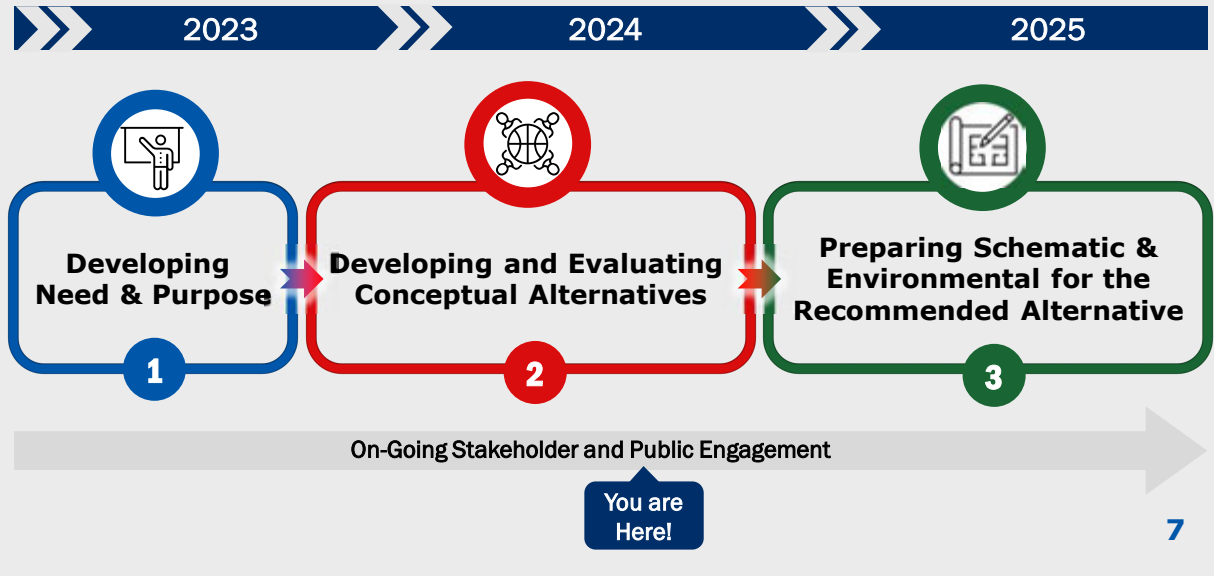 2023
2024
2025
Developing
Need & Purpose
1
Developing and Evaluating
Conceptual Alternatives
2
Preparing Schematic &
Environmental for the
Recommended Alternative
3
On-Going Stakeholder and Public Engagement
You are
Here!
7